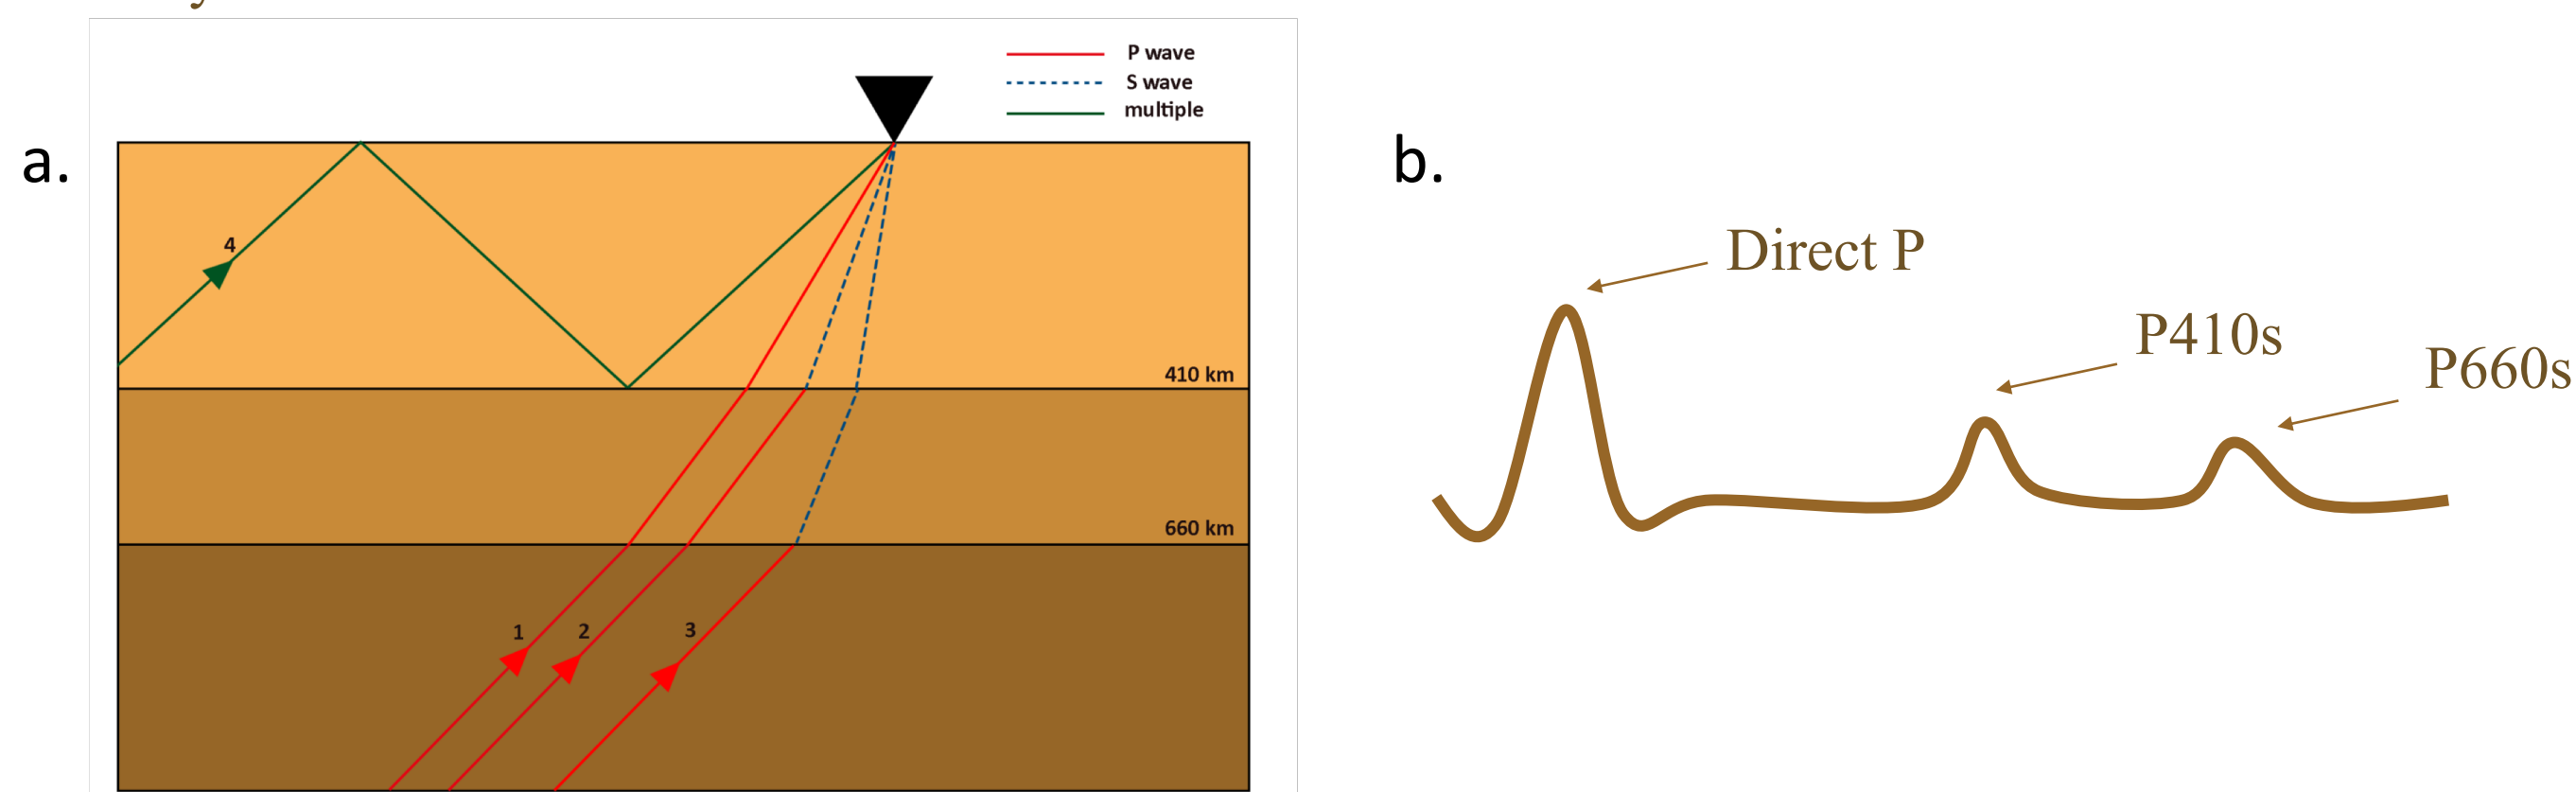 a.
P wave
S wave
multiple
4
410 km
660 km
1
2
3
b.
Direct P
P410s
P660s